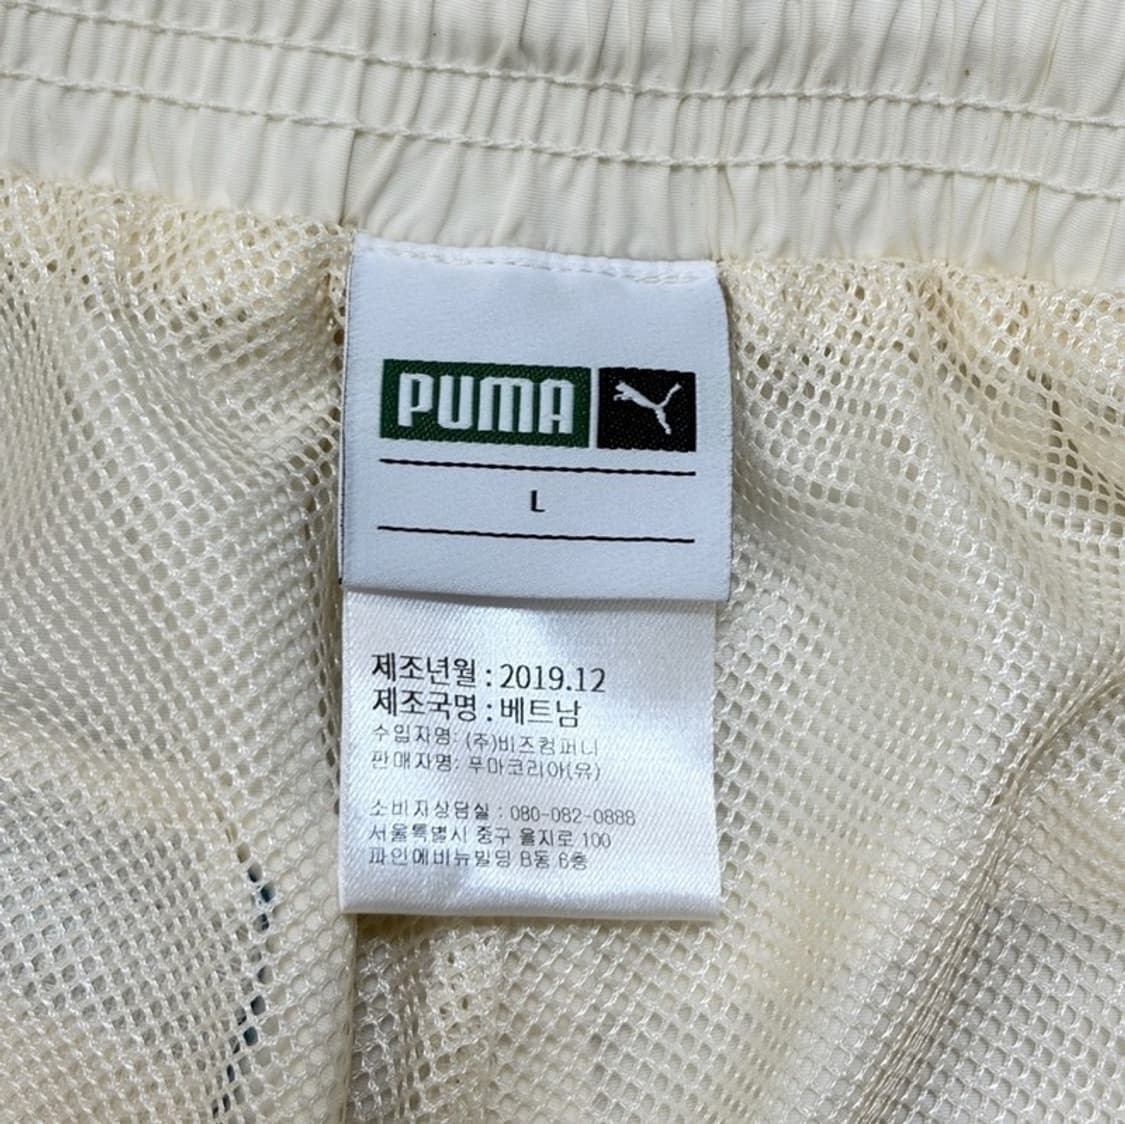 PUMA
L
제조년월 : 2019.12
제조국명 : 베트남
수입자명: (주)비즈컴퍼니
판매자명: 푸마코리아(유)
소비자상담실 : 080-082-0888
서울특별시 중구 을지로 100
파인에비뉴빌딩 B동 6층